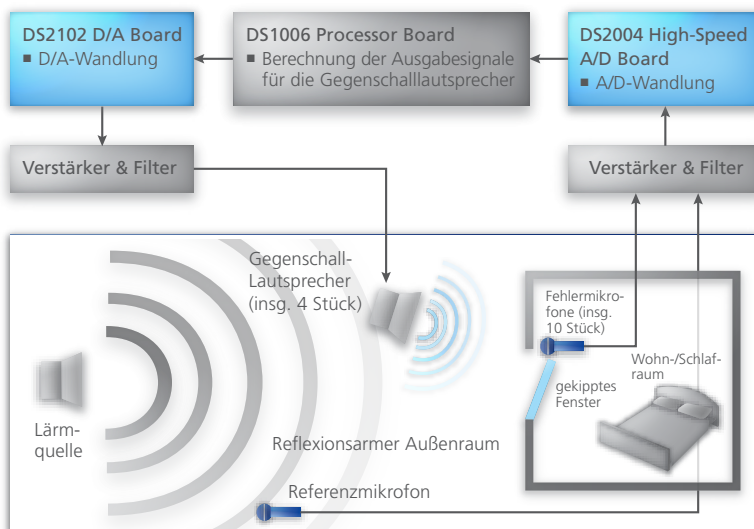 DS2102 D/A Board
▪ D/A-Wandlung
DS1006 Processor Board
▪ Berechnung der Ausgabesignale
für die Gegenschalllautsprecher
DS2004 High-Speed
A/D Board
▪ A/D-Wandlung
Verstärker & Filter
Verstärker & Filter
Gegenschall-
Lautsprecher
(insg. 4 Stück)
Fehlermikro-
fone (insg.
10 Stück)
Wohn-/Schlaf-
raum
gekipptes
Fenster
Lärm-
quelle
Reflexionsarmer Außenraum
Referenzmikrofon